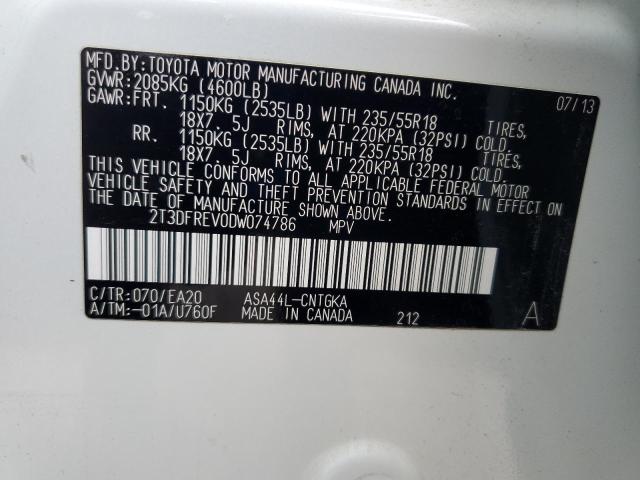 MFD.BY:TOYOTA MOTOR MANUFACTURING CANADA INC.
GVWR:2085KG (4600LB) 07/13
GAWR:FRT. 1150KG (2535LB) WITH 235/55R18 TIRES,
18X7.5J RIMS, AT 220KPA (32PSI) COLD.
RR. 1150KG (2535LB) WITH 235/55R18 TIRES,
18X7.5J RIMS, AT 220KPA (32PSI) COLD.
THIS VEHICLE CONFORMS TO ALL APPLICABLE FEDERAL MOTOR
VEHICLE SAFETY AND THEFT PREVENTION STANDARDS IN EFFECT ON
THE DATE OF MANUFACTURE SHOWN ABOVE.
2T3DFREV0DW074786 MPV
C/TR:070/EA20 ASA44L-CNTGKA
A/TM:-01A/U760F MADE IN CANADA 212 A